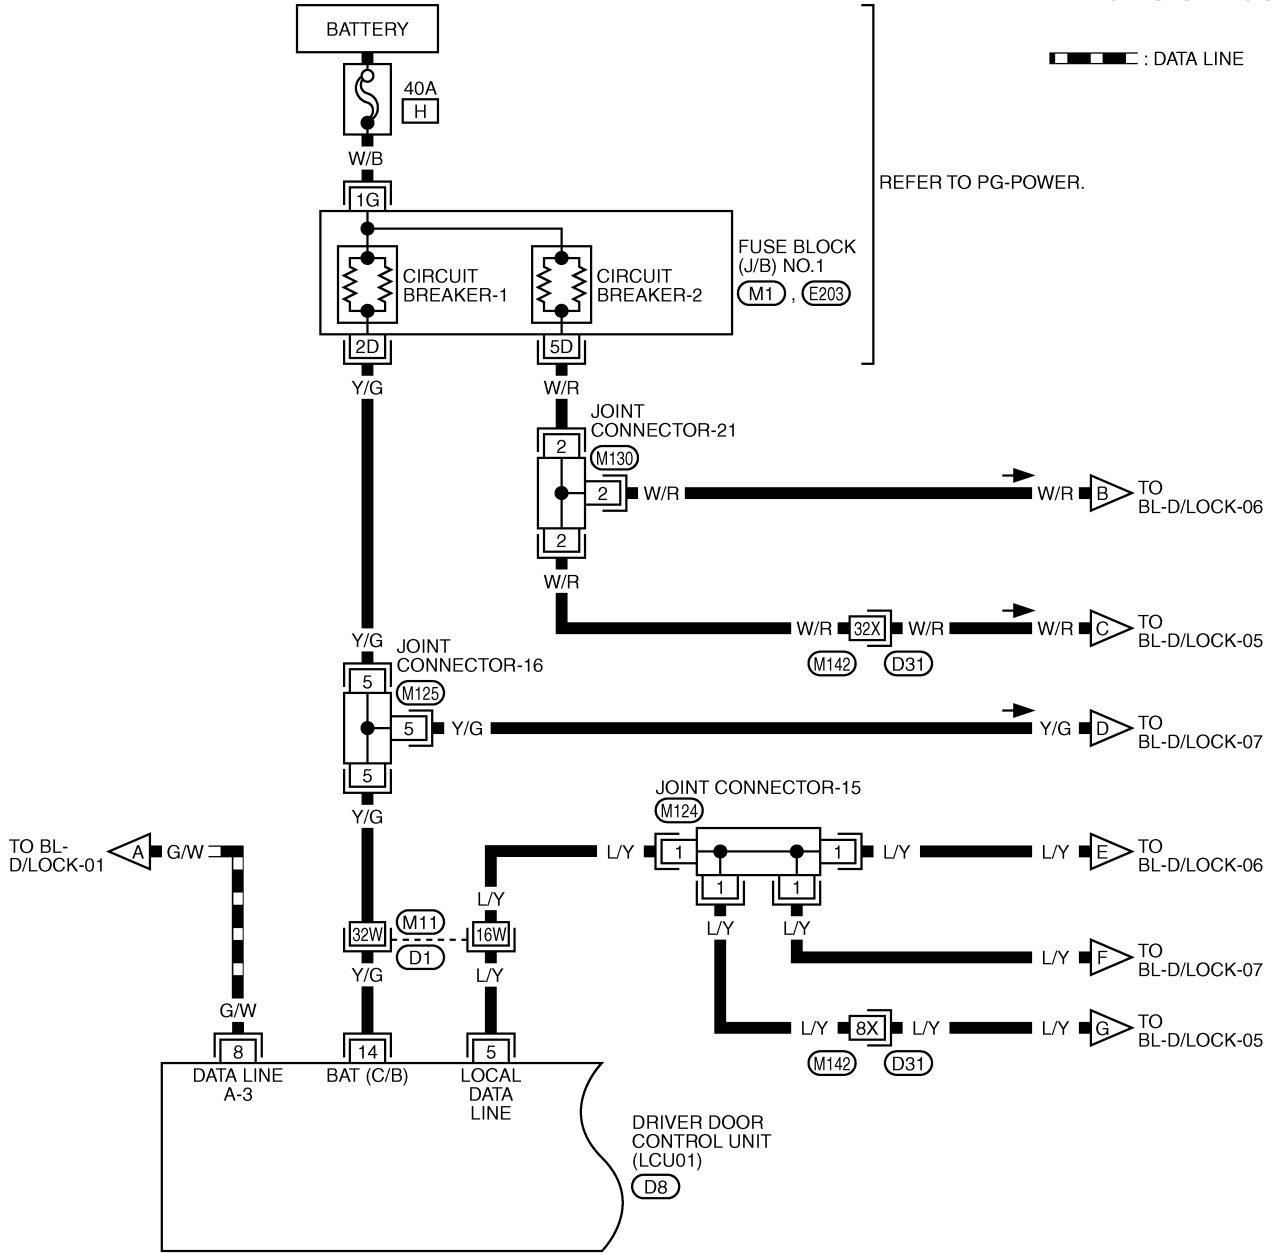 BATTERY
: DATA LINE
40A
H
W/B
REFER TO PG-POWER.
1G
CIRCUIT
BREAKER-1
CIRCUIT
BREAKER-2
FUSE BLOCK
(J/B) NO.1
M1 , E203
2D
5D
Y/G
W/R
JOINT
CONNECTOR-21
M130
2
2
W/R
W/R
B
TO
BL-D/LOCK-06
2
W/R
W/R
32X
W/R
W/R
C
TO
BL-D/LOCK-05
M142
D31
Y/G
JOINT
CONNECTOR-16
M125
5
5
Y/G
Y/G
D
TO
BL-D/LOCK-07
5
Y/G
JOINT CONNECTOR-15
M124
TO BL-
D/LOCK-01
A
G/W
L/Y
1
1
L/Y
L/Y
E
TO
BL-D/LOCK-06
1
1
L/Y
L/Y
L/Y
M11
32W
16W
D1
L/Y
F
TO
BL-D/LOCK-07
Y/G
L/Y
G/W
L/Y
8X
L/Y
L/Y
G
TO
BL-D/LOCK-05
M142
D31
8
14
5
DATA LINE
A-3
BAT (C/B)
LOCAL
DATA
LINE
DRIVER DOOR
CONTROL UNIT
(LCU01)
D8